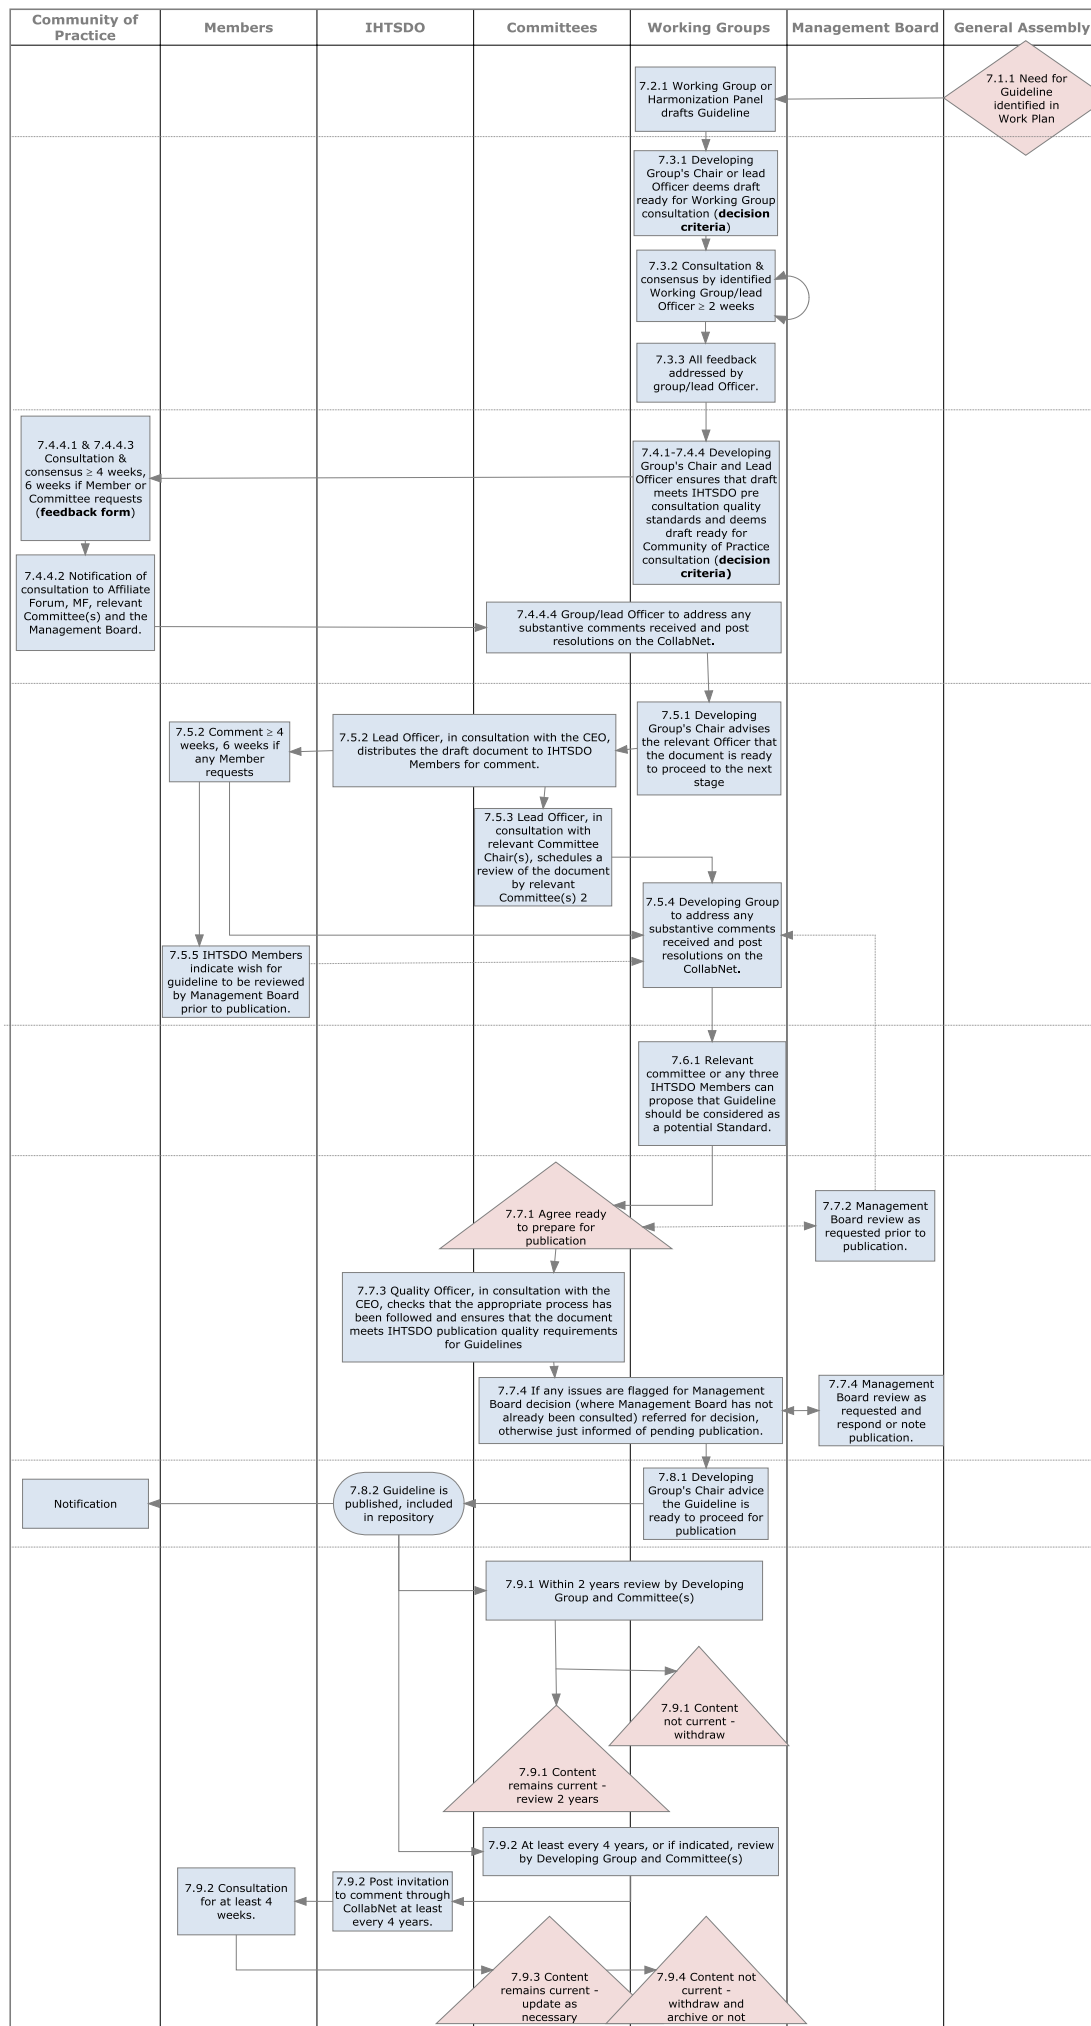 Community of
Practice
Members
IHTSDO
Committees
Working Groups
Management Board
General Assembly
7.1.1 Need for
Guideline
identified in
Work Plan
7.2.1 Working Group or
Harmonization Panel
drafts Guideline
7.3.1 Developing
Group's Chair or lead
Officer deems draft
ready for Working Group
consultation (decision
criteria)
7.3.2 Consultation &
consensus by identified
Working Group/lead
Officer ≥ 2 weeks
7.3.3 All feedback
addressed by
group/lead Officer.
7.4.4.1 & 7.4.4.3
Consultation &
consensus ≥ 4 weeks,
6 weeks if Member or
Committee requests
(feedback form)
7.4.1-7.4.4 Developing
Group's Chair and Lead
Officer ensures that draft
meets IHTSDO pre
consultation quality
standards and deems
draft ready for
Community of Practice
consultation (decision
criteria)
7.4.4.2 Notification of
consultation to Affiliate
Forum, MF, relevant
Committee(s) and the
Management Board.
7.4.4.4 Group/lead Officer to address any
substantive comments received and post
resolutions on the CollabNet.
7.5.1 Developing
Group's Chair advises
the relevant Officer that
the document is ready
to proceed to the next
stage
7.5.2 Lead Officer, in consultation with the CEO,
distributes the draft document to IHTSDO
Members for comment.
7.5.2 Comment ≥ 4
weeks, 6 weeks if
any Member
requests
7.5.3 Lead Officer, in
consultation with
relevant Committee
Chair(s), schedules a
review of the document
by relevant
Committee(s) 2
7.5.4 Developing Group
to address any
substantive comments
received and post
resolutions on the
CollabNet.
7.5.5 IHTSDO Members
indicate wish for
guideline to be reviewed
by Management Board
prior to publication.
7.6.1 Relevant
committee or any three
IHTSDO Members can
propose that Guideline
should be considered as
a potential Standard.
7.7.1 Agree ready
to prepare for
publication
7.7.2 Management
Board review as
requested prior to
publication.
7.7.3 Quality Officer, in consultation with the
CEO, checks that the appropriate process has
been followed and ensures that the document
meets IHTSDO publication quality requirements
for Guidelines
7.7.4 If any issues are flagged for Management
Board decision (where Management Board has not
already been consulted) referred for decision,
otherwise just informed of pending publication.
7.7.4 Management
Board review as
requested and
respond or note
publication.
7.8.1 Developing
Group's Chair advice
the Guideline is
ready to proceed for
publication
7.8.2 Guideline is
published, included
in repository
Notification
7.9.1 Within 2 years review by Developing
Group and Committee(s)
7.9.1 Content
not current -
withdraw
7.9.1 Content
remains current -
review 2 years
7.9.2 At least every 4 years, or if indicated, review
by Developing Group and Committee(s)
7.9.2 Post invitation
to comment through
CollabNet at least
every 4 years.
7.9.2 Consultation
for at least 4
weeks.
7.9.3 Content
remains current -
update as
necessary
7.9.4 Content not
current -
withdraw and
archive or not